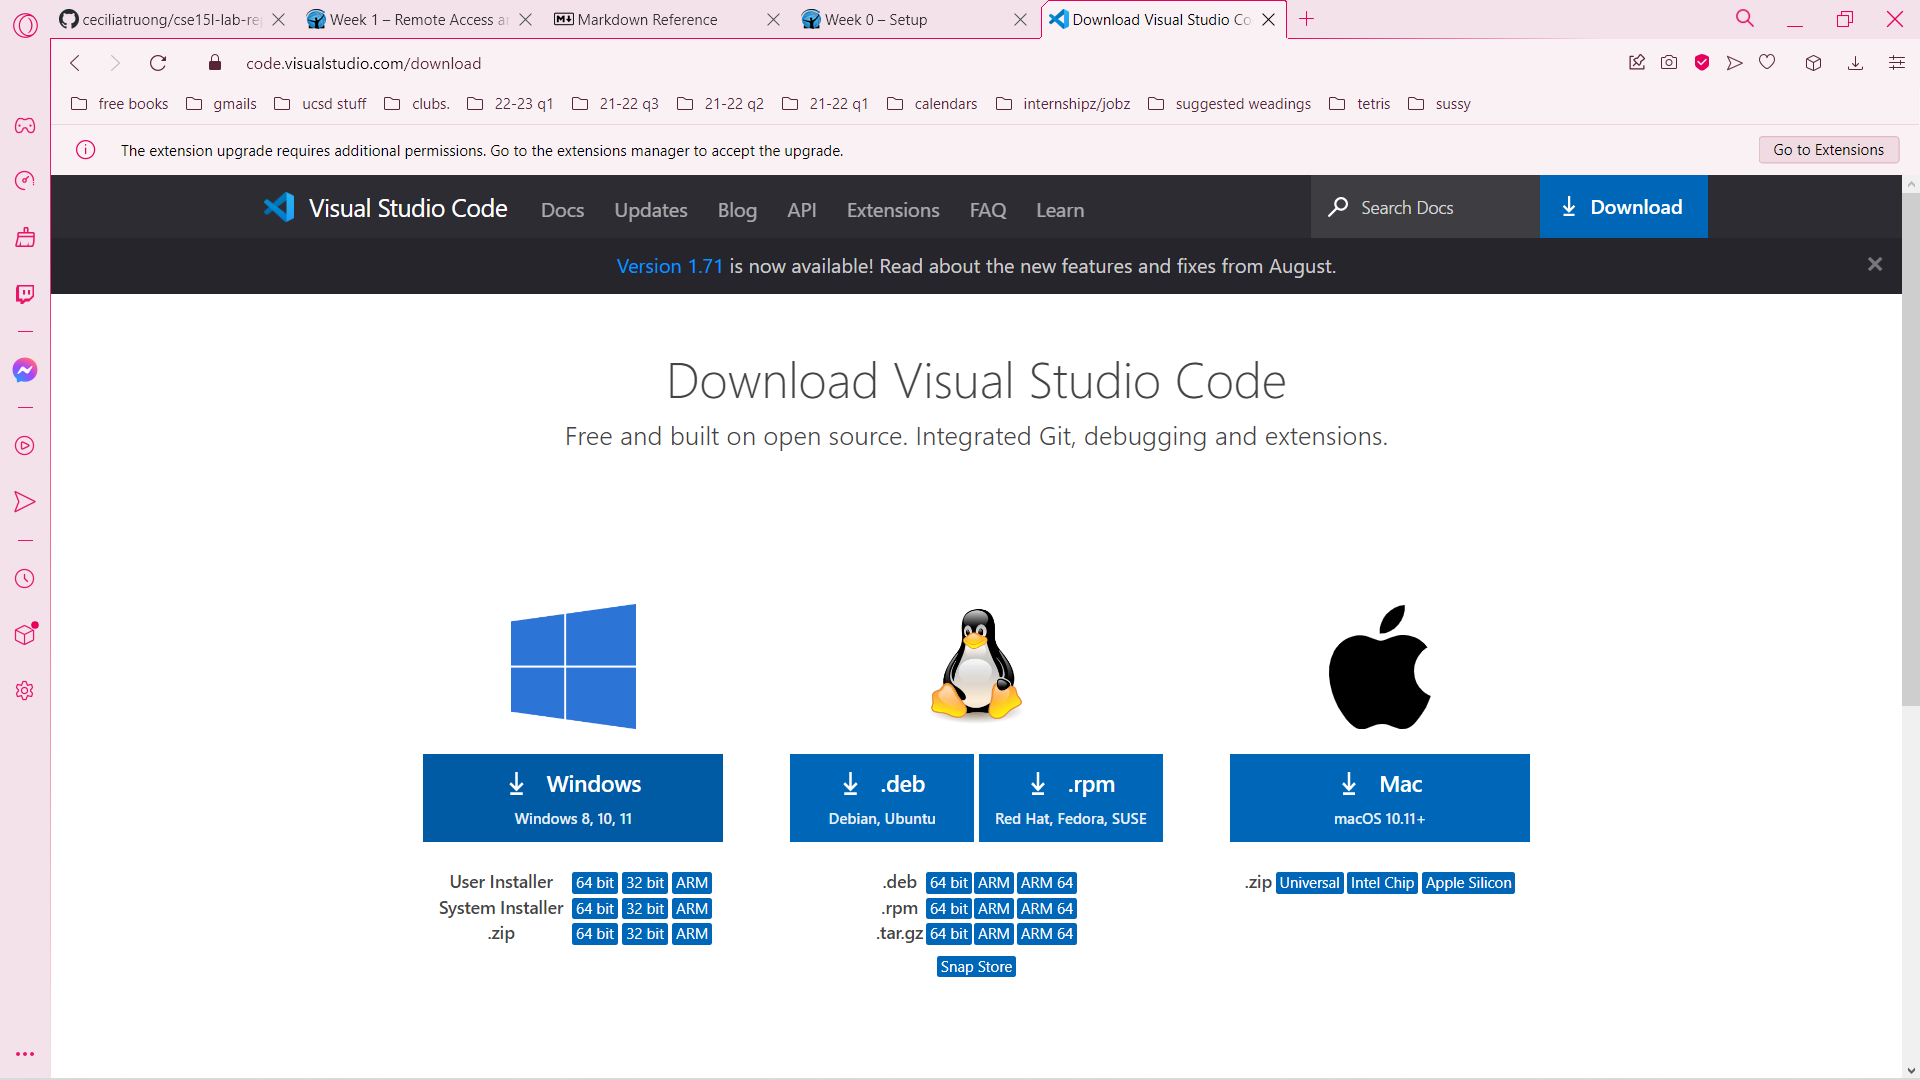 ceciliatruong/cse15l-lab-rep
Week 1 – Remote Access an
Markdown Reference
Week 0 – Setup
Download Visual Studio Co
code.visualstudio.com/download
free books
gmails
ucsd stuff
clubs.
22-23 q1
21-22 q3
21-22 q2
21-22 q1
calendars
internshipz/jobz
suggested weadings
tetris
sussy
The extension upgrade requires additional permissions. Go to the extensions manager to accept the upgrade.
Go to Extensions
Visual Studio Code
Docs
Updates
Blog
API
Extensions
FAQ
Learn
Search Docs
Download
Version 1.71 is now available! Read about the new features and fixes from August.
Download Visual Studio Code
Free and built on open source. Integrated Git, debugging and extensions.
Windows
Windows 8, 10, 11
.deb
Debian, Ubuntu
.rpm
Red Hat, Fedora, SUSE
Mac
macOS 10.11+
User Installer 64 bit 32 bit ARM
System Installer 64 bit 32 bit ARM
.zip 64 bit 32 bit ARM
.deb 64 bit ARM ARM 64
.rpm 64 bit ARM ARM 64
.tar.gz 64 bit ARM ARM 64
Snap Store
.zip Universal Intel Chip Apple Silicon